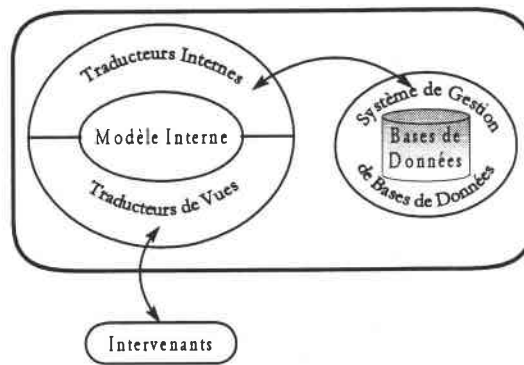 Traducteurs Internes
Modèle Interne
Traducteurs de Vues
Système de Gestion
Bases de
Données
de Bases de Données
Intervenants